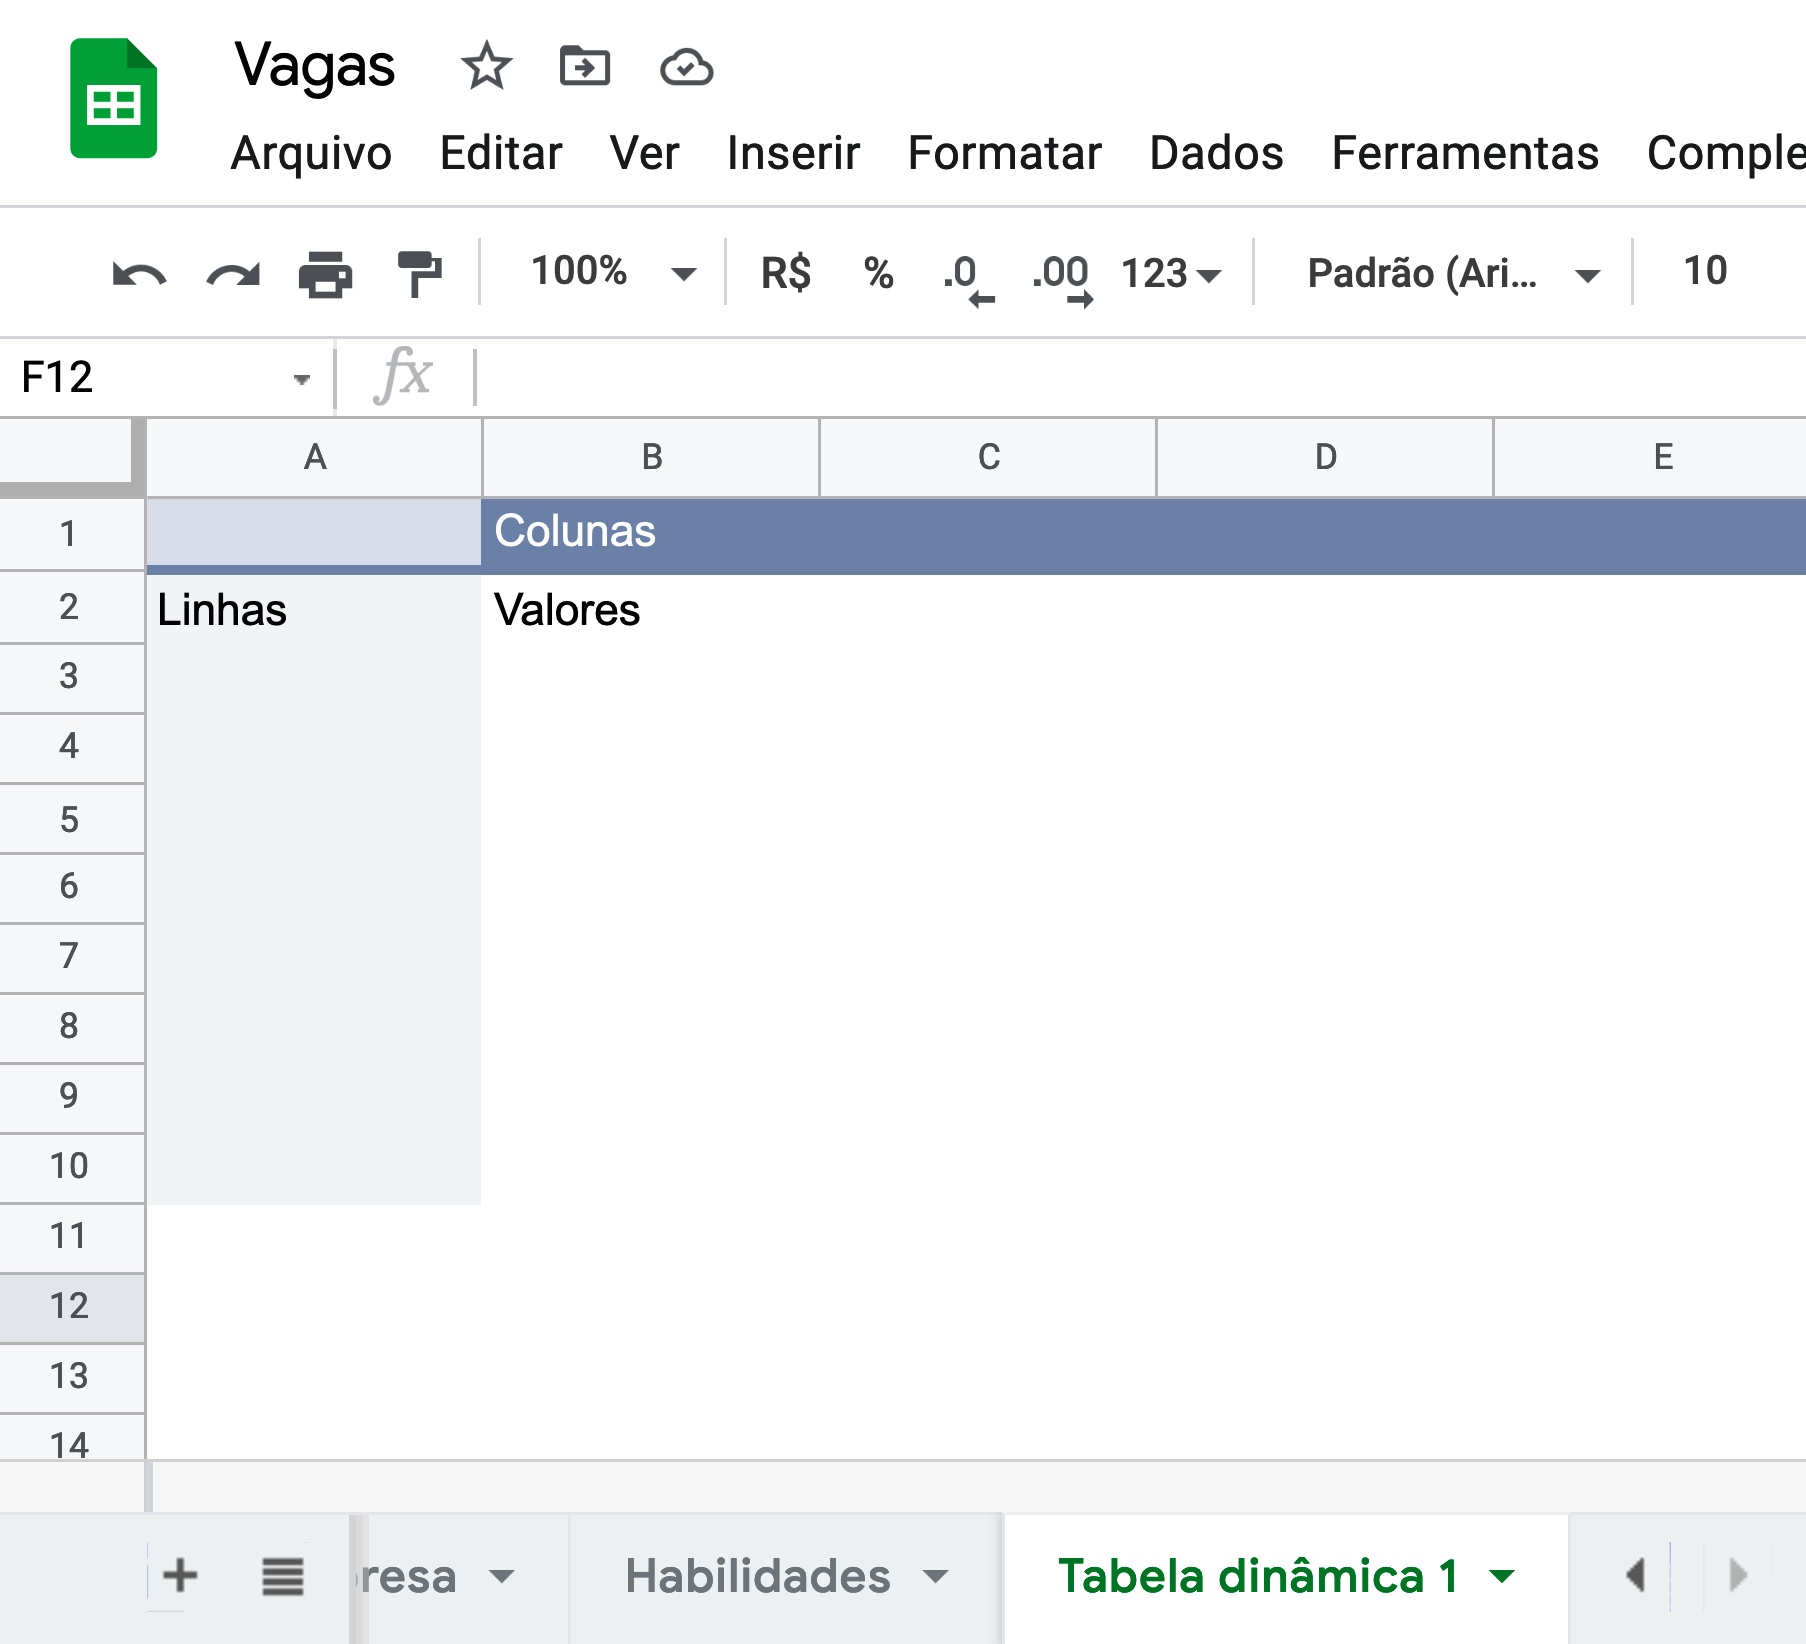 Vagas
Arquivo Editar Ver Inserir Formatar Dados Ferramentas Comple
100% R$ % .0 .00 123 Padrão (Ari... 10
F12 fx
A B C D E
1 Colunas
2 Linhas Valores
3
4
5
6
7
8
9
10
11
12
13
14
resa Habilidades Tabela dinâmica 1